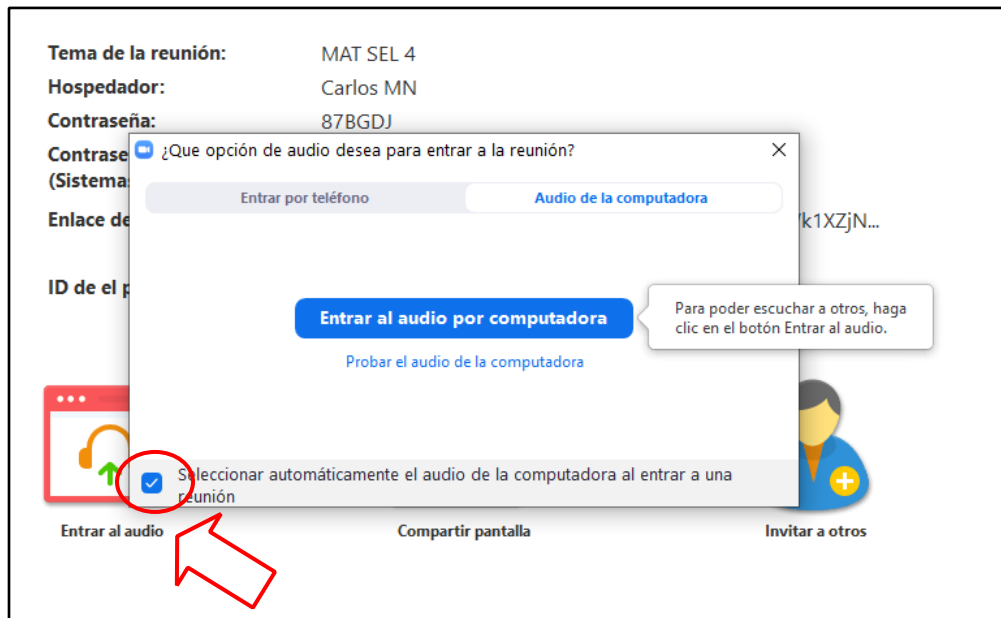 Tema de la reunión: MAT SEL 4
Hospedador: Carlos MN
Contraseña: 87BGDJ
Contrase
(Sistema
Enlace de
/k1XZjN...
ID de el p
¿Que opción de audio desea para entrar a la reunión?
Entrar por teléfono Audio de la computadora
Entrar al audio por computadora
Para poder escuchar a otros, haga
clic en el botón Entrar al audio.
Probar el audio de la computadora
Seleccionar automáticamente el audio de la computadora al entrar a una
reunión
Entrar al audio Compartir pantalla Invitar a otros